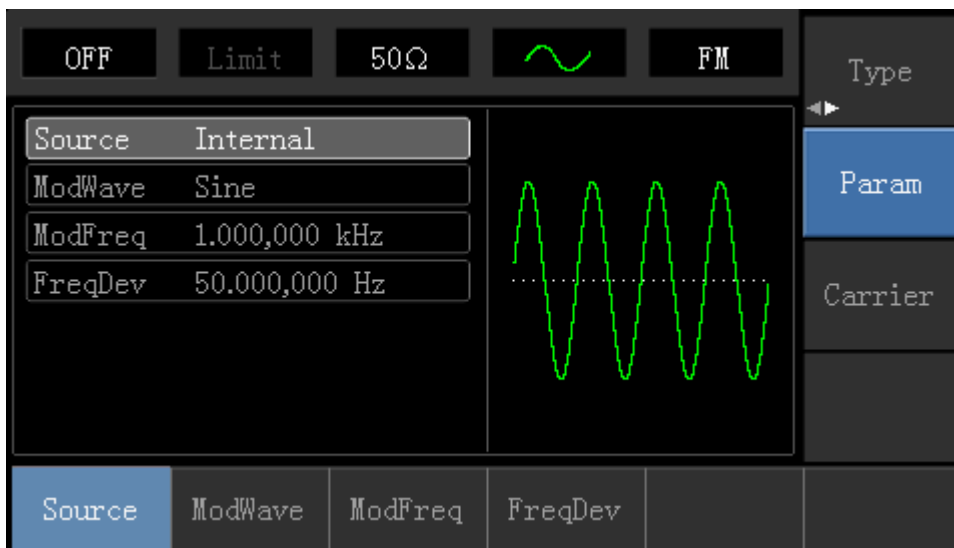 OFF Limit 50Ω FM
Type
Source Internal
ModWave Sine
Param
ModFreq 1.000,000 kHz
FreqDev 50.000,000 Hz
Carrier
Source ModWave ModFreq FreqDev